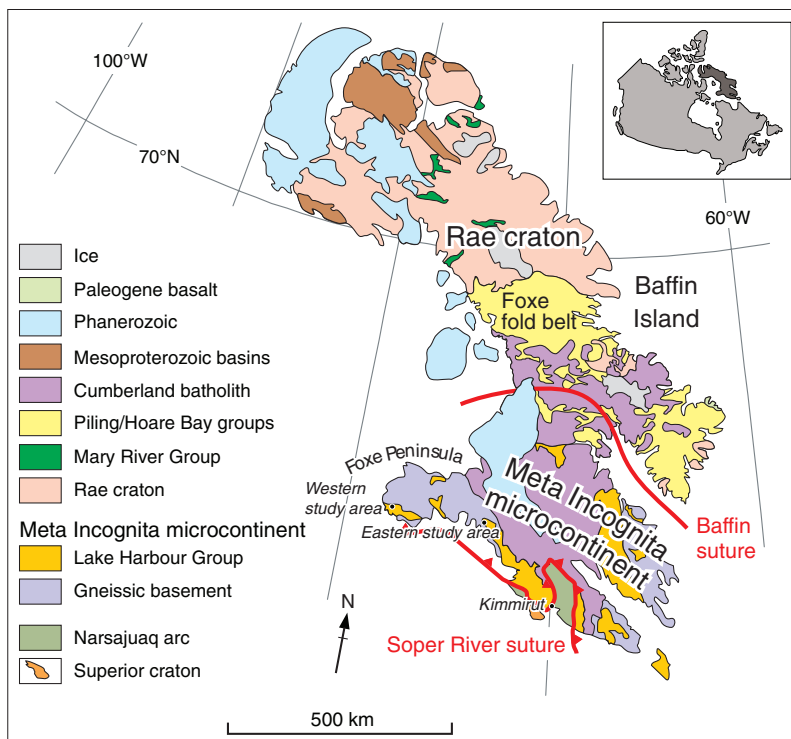 100°W
70°N
60°W
Rae craton
Foxe
fold belt
Baffin
Island
Ice
Paleogene basalt
Phanerozoic
Mesoproterozoic basins
Cumberland batholith
Piling/Hoare Bay groups
Mary River Group
Rae craton
Meta Incognita microcontinent
Lake Harbour Group
Gneissic basement
Narsajuaq arc
Superior craton
Foxe Peninsula
Western
study area
Eastern study area
Meta Incognita
microcontinent
Baffin
suture
Kimmirut
Soper River suture
N
500 km